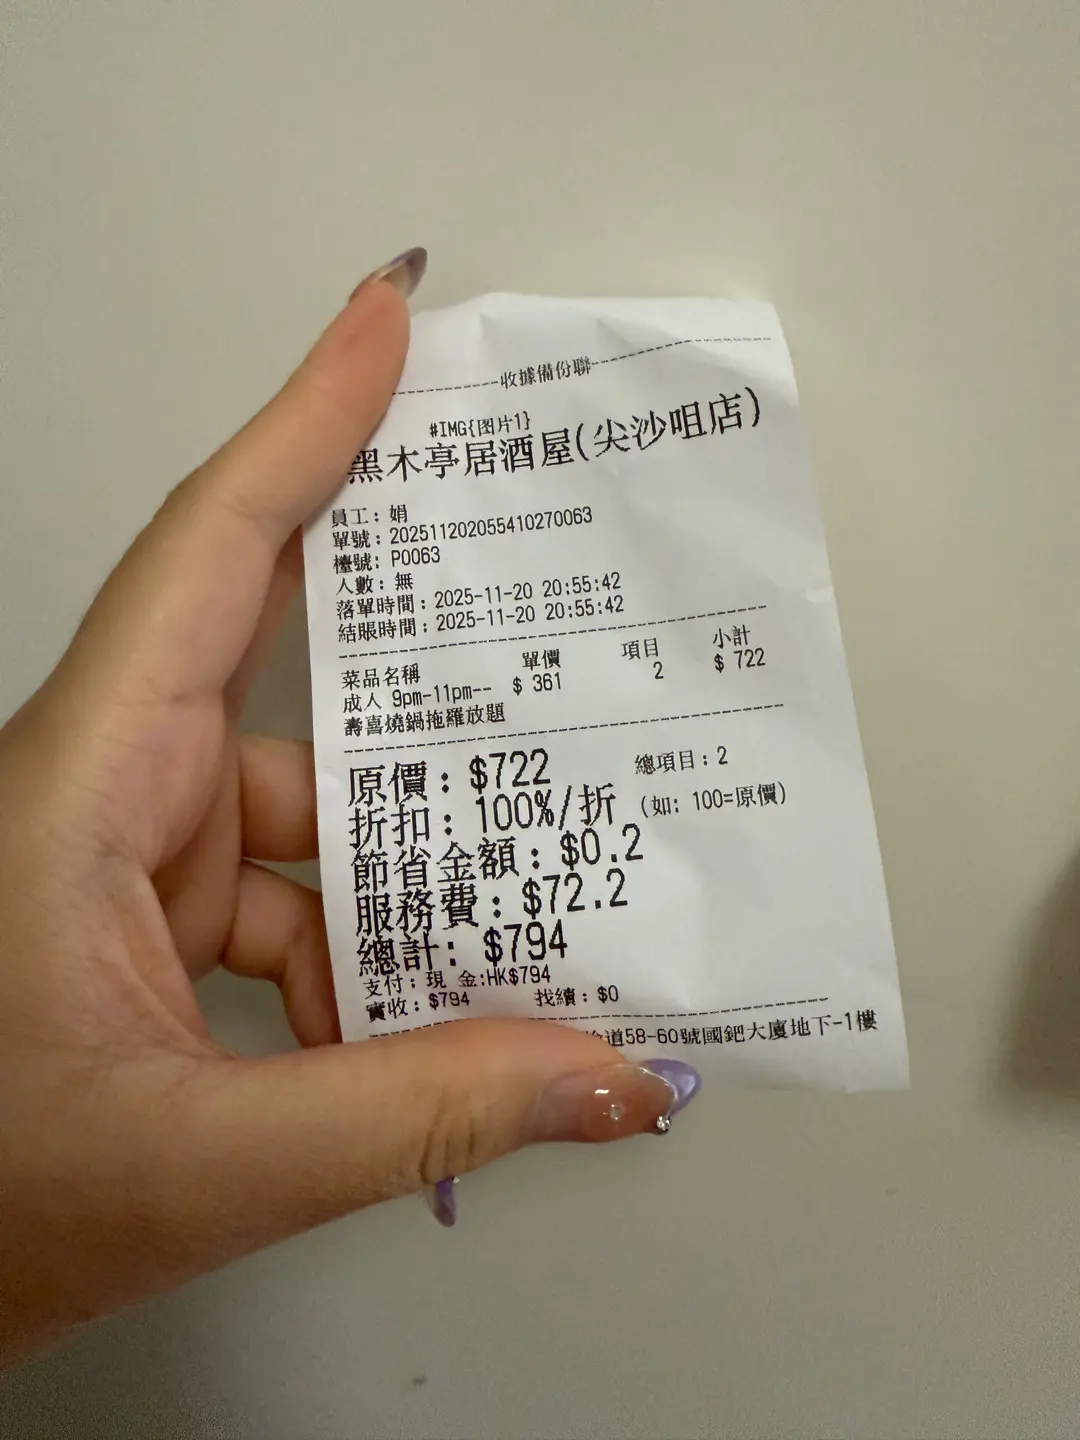 收據備份聯
#IMG{图片1}
黑木亭居酒屋(尖沙咀店)
員工: 娟
單號: 202511202055410270063
檯號: P0063
人數: 無
落單時間: 2025-11-20 20:55:42
結賬時間: 2025-11-20 20:55:42
菜品名稱 單價 項目 小計
成人 9pm-11pm-- $ 361 2 $ 722
壽喜燒鍋拖羅放題
原價: $722 總項目: 2
折扣: 100%/折 (如: 100=原價)
節省金額: $0.2
服務費: $72.2
總計: $794
支付: 現 金:HK$794
實收: $794 找續: $0
道58-60號國鈀大廈地下-1樓